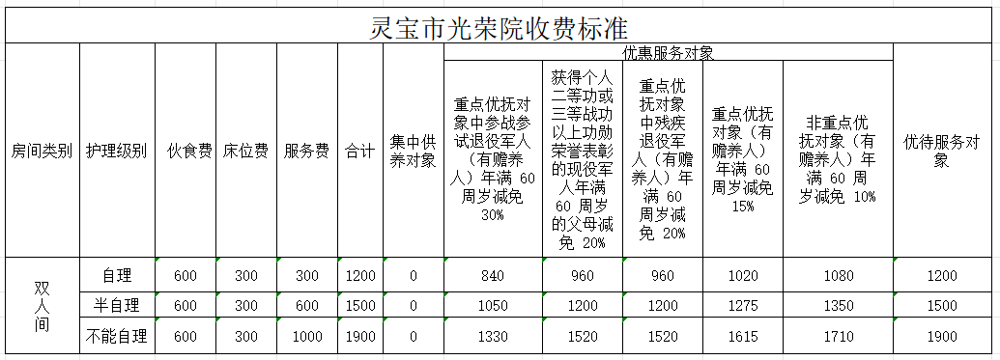 灵宝市光荣院收费标准
优惠服务对象
房间类别
护理级别
伙食费
床位费
服务费
合计
集中供
养对象
重点优抚对
象中参战参
试退役军人
（有赡养
人）年满 60
周岁减免
30%
获得个人
二等功或
三等战功
以上功勋
荣誉表彰
的现役军
人年满
60 周岁
的父母减
免 20%
重点优
抚对象
中残疾
退役军
人（有赡
养人）年
满 60
周岁减
免 20%
重点优抚
对象（有
赡养人）
年满 60
周岁减免
15%
非重点优
抚对象（有
赡养人）年
满 60 周
岁减免 10%
优待服务对
象
双
人
间
自理 600 300 300 1200 0 840 960 960 1020 1080 1200
半自理 600 300 600 1500 0 1050 1200 1200 1275 1350 1500
不能自理 600 300 1000 1900 0 1330 1520 1520 1615 1710 1900